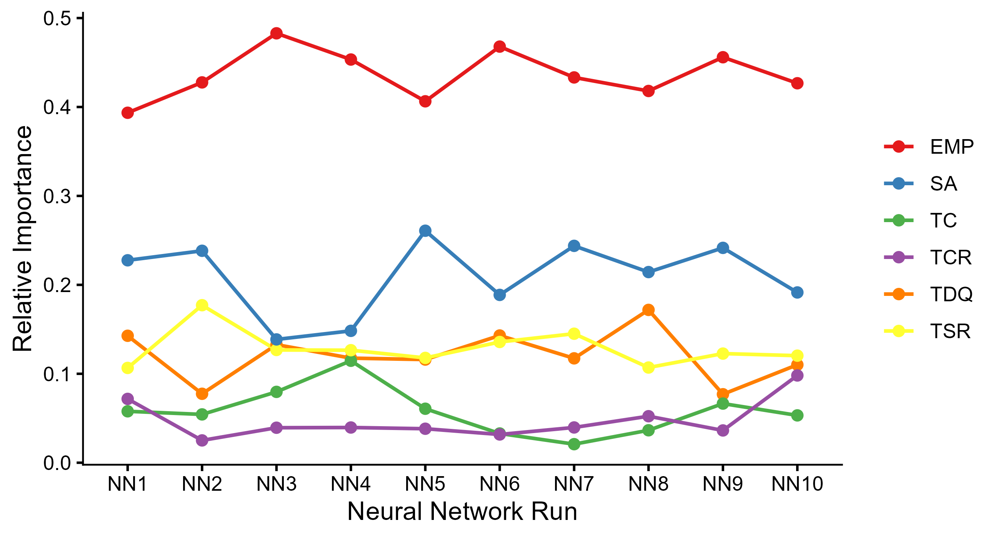 Relative Importance
0.5
0.4
0.3
0.2
0.1
0.0
NN1 NN2 NN3 NN4 NN5 NN6 NN7 NN8 NN9 NN10
Neural Network Run
EMP
SA
TC
TCR
TDQ
TSR